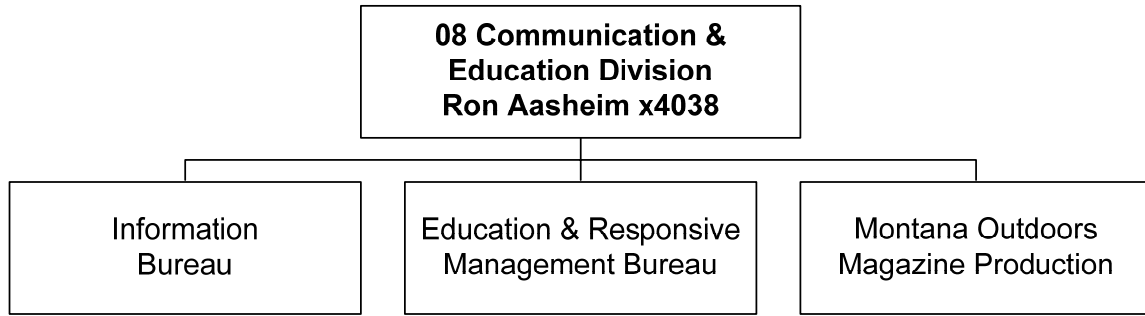 08 Communication &
Education Division
Ron Aasheim x4038
Information
Bureau
Education & Responsive
Management Bureau
Montana Outdoors
Magazine Production